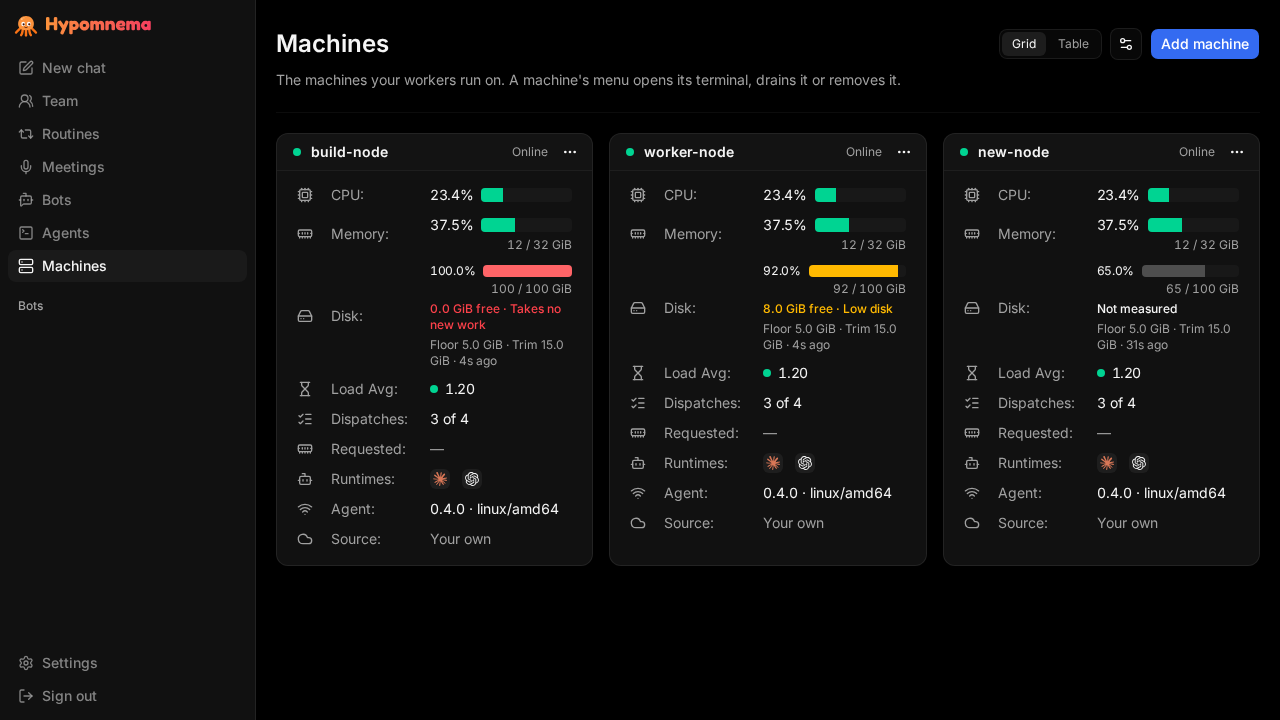 Hypomnema
New chat
Team
Routines
Meetings
Bots
Agents
Machines
Bots
Settings
Sign out
Machines
Grid
Table
Add machine
The machines your workers run on. A machine's menu opens its terminal, drains it or removes it.
build-node
Online
CPU:
23.4%
Memory:
37.5%
12 / 32 GiB
Disk:
100.0%
100 / 100 GiB
0.0 GiB free · Takes no
new work
Floor 5.0 GiB · Trim 15.0
GiB · 4s ago
Load Avg:
1.20
Dispatches:
3 of 4
Requested:
—
Runtimes:
Agent:
0.4.0 · linux/amd64
Source:
Your own
worker-node
Online
CPU:
23.4%
Memory:
37.5%
12 / 32 GiB
Disk:
92.0%
92 / 100 GiB
8.0 GiB free · Low disk
Floor 5.0 GiB · Trim 15.0
GiB · 4s ago
Load Avg:
1.20
Dispatches:
3 of 4
Requested:
—
Runtimes:
Agent:
0.4.0 · linux/amd64
Source:
Your own
new-node
Online
CPU:
23.4%
Memory:
37.5%
12 / 32 GiB
Disk:
65.0%
65 / 100 GiB
Not measured
Floor 5.0 GiB · Trim 15.0
GiB · 31s ago
Load Avg:
1.20
Dispatches:
3 of 4
Requested:
—
Runtimes:
Agent:
0.4.0 · linux/amd64
Source:
Your own